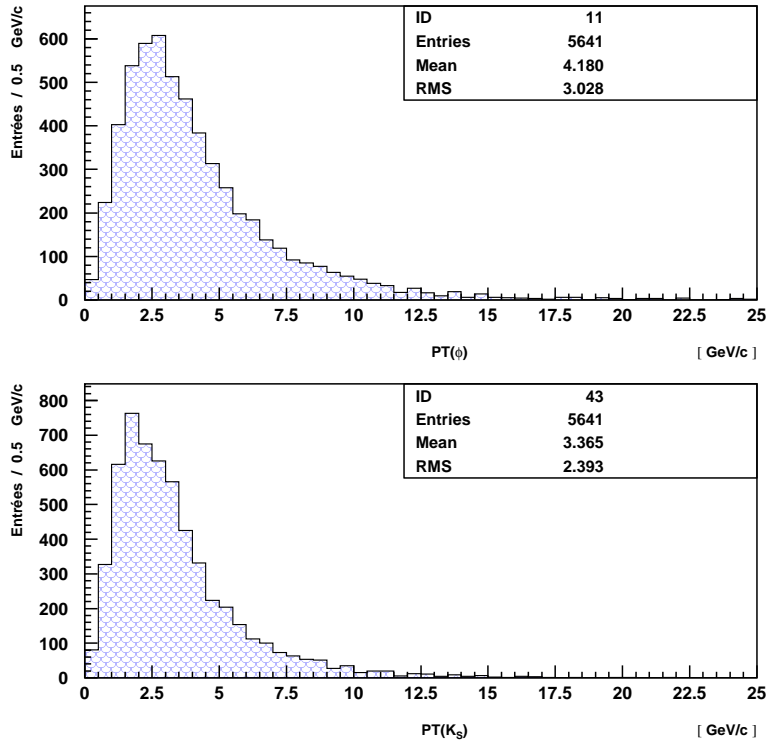 ID 11
Entries 5641
Mean 4.180
RMS 3.028
Entrées / 0.5 GeV/c
600
500
400
300
200
100
0
0 2.5 5 7.5 10 12.5 15 17.5 20 22.5 25
PT(ϕ) [ GeV/c ]
ID 43
Entries 5641
Mean 3.365
RMS 2.393
Entrées / 0.5 GeV/c
800
700
600
500
400
300
200
100
0
0 2.5 5 7.5 10 12.5 15 17.5 20 22.5 25
PT(K_S) [ GeV/c ]